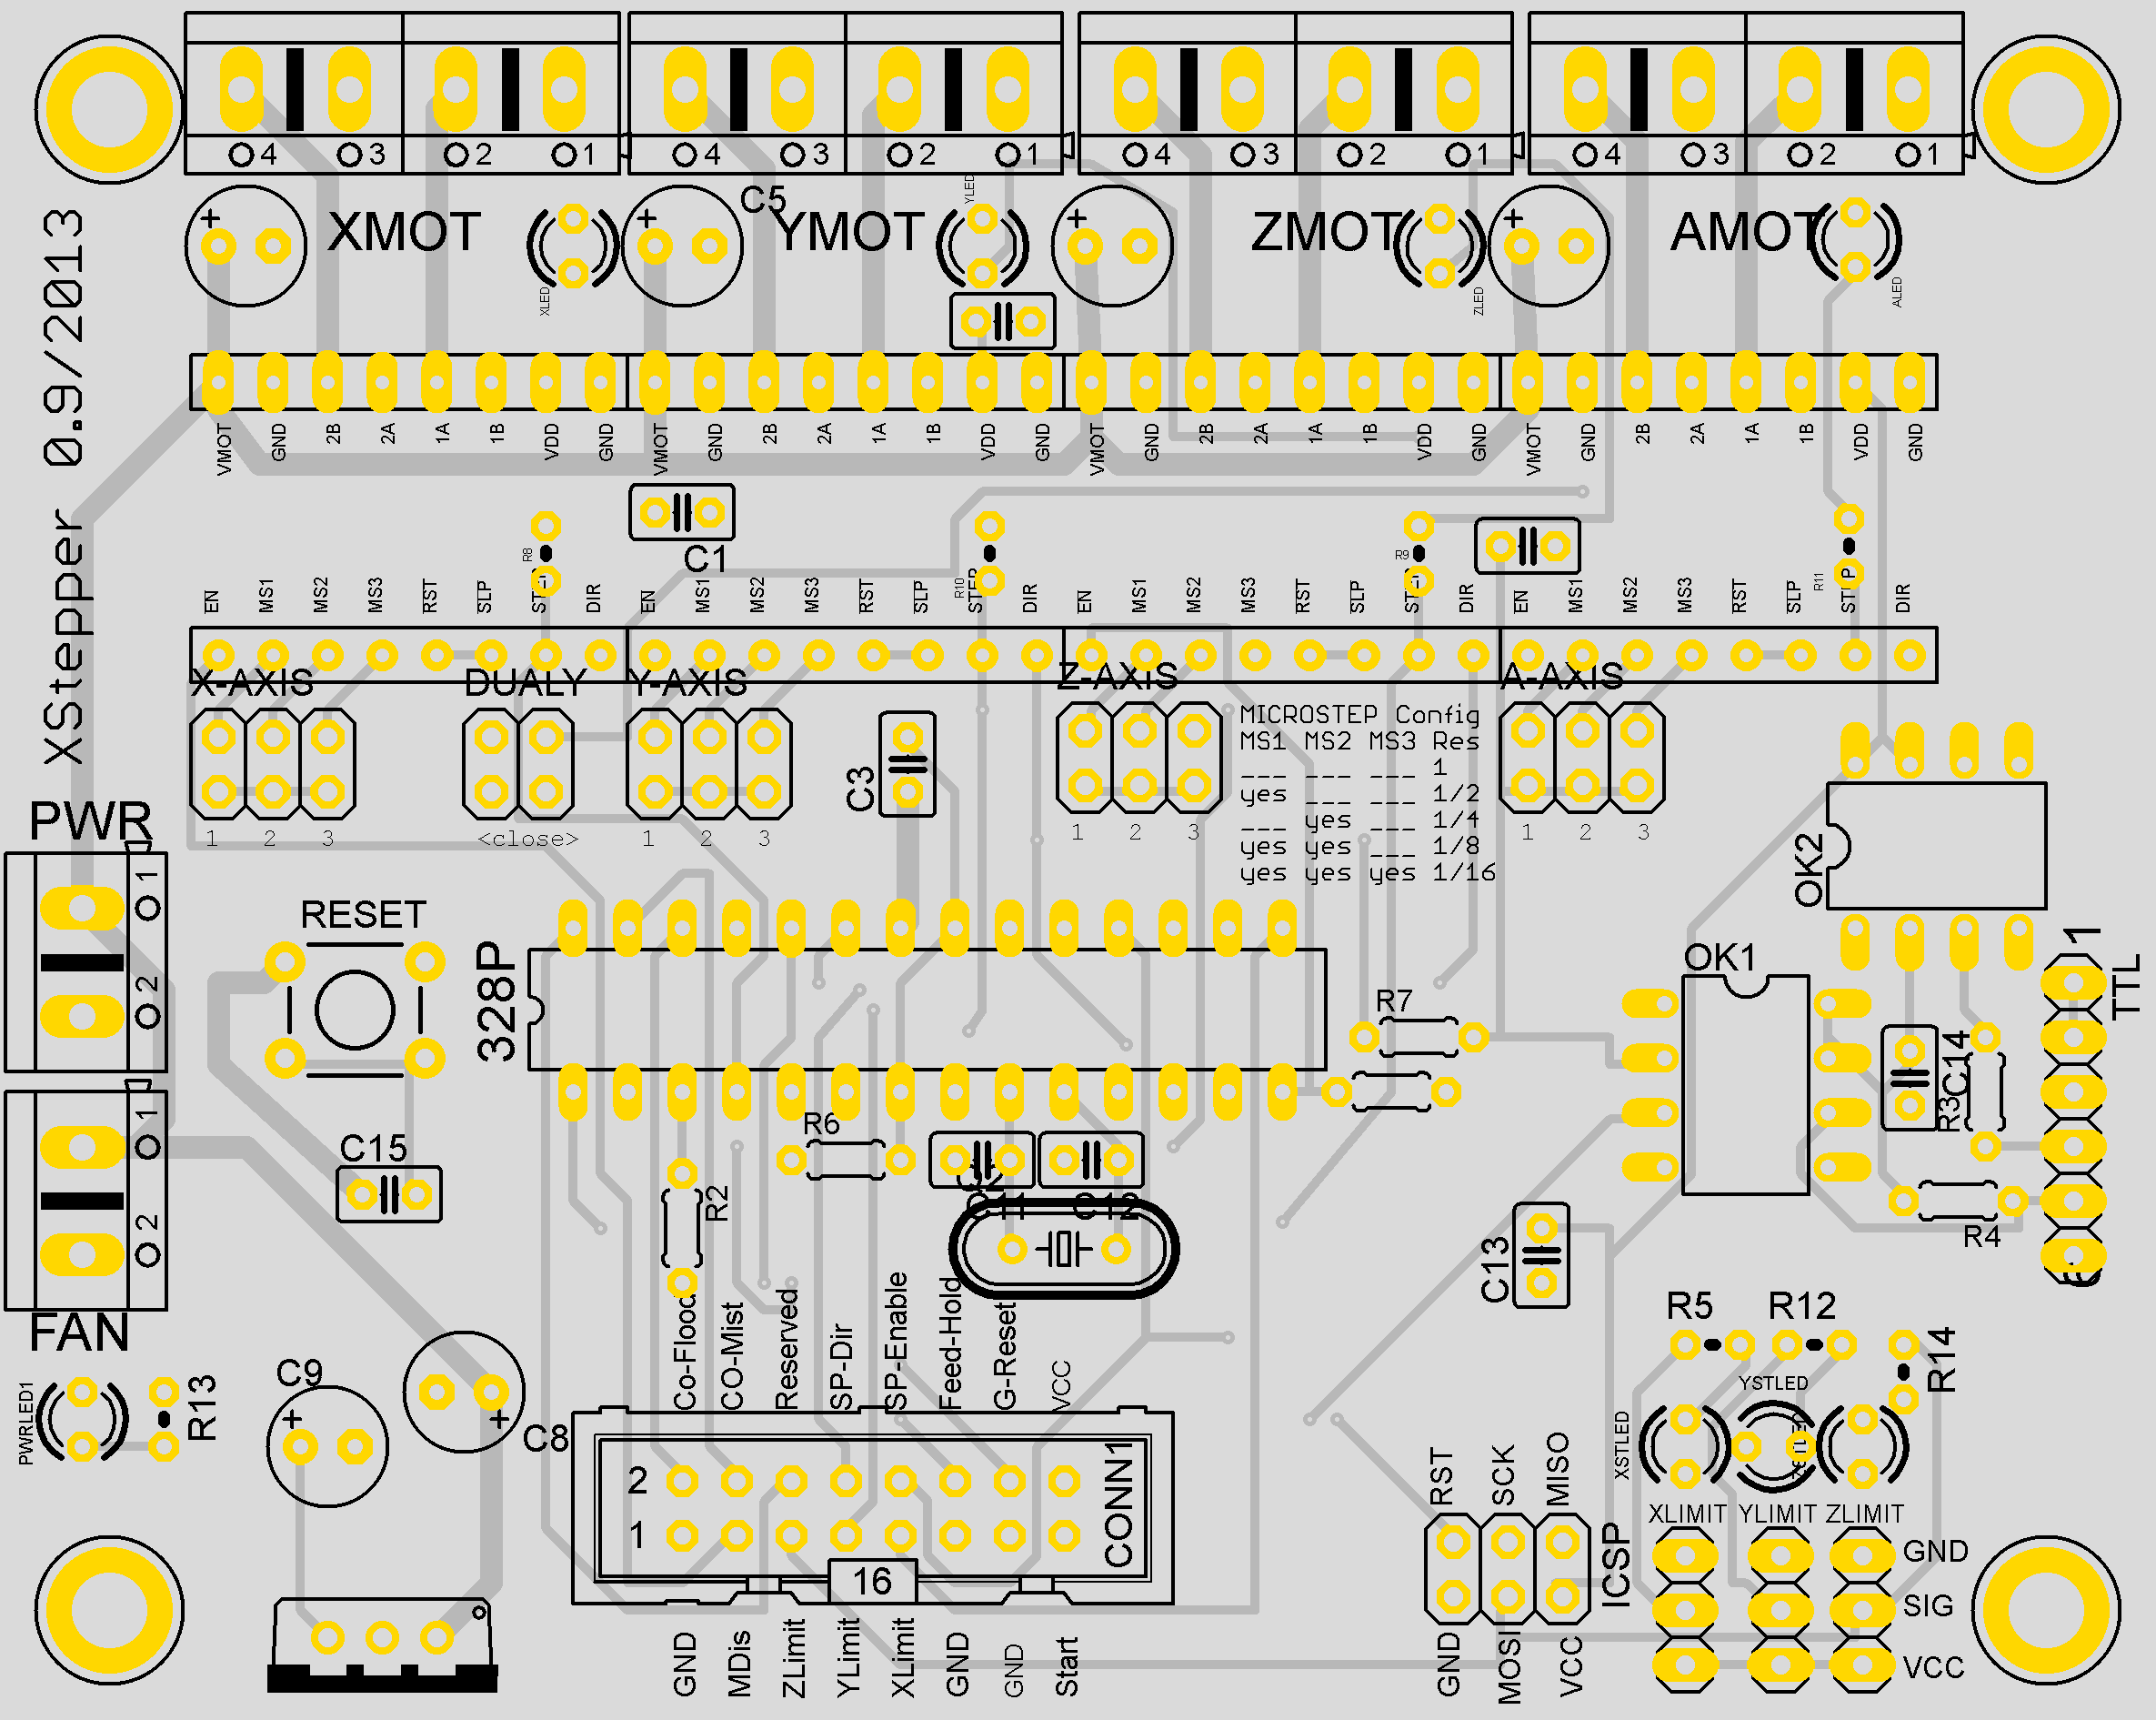 4 3 2 1 4 3 2 1 4 3 2 1 4 3 2 1
+ + C5 + +
XMOT YMOT ZMOT AMOT
XLED YLED ZLED ALED
XStepper 0.9/2013
VMOT GND 2B 2A 1A 1B VDD GND VMOT GND 2B 2A 1A 1B VDD GND VMOT GND 2B 2A 1A 1B VDD GND VMOT GND 2B 2A 1A 1B VDD GND
C1
R8 R10 R9 R11
EN MS1 MS2 MS3 RST SLP STEP DIR EN MS1 MS2 MS3 RST SLP STEP DIR EN MS1 MS2 MS3 RST SLP STEP DIR EN MS1 MS2 MS3 RST SLP STEP DIR
X-AXIS DUALY Y-AXIS Z-AXIS A-AXIS
MICROSTEP Config
MS1 MS2 MS3 Res
___ ___ ___ 1
yes ___ ___ 1/2
___ yes ___ 1/4
yes yes ___ 1/8
yes yes yes 1/16
C3
1 2 3 <close> 1 2 3 1 2 3 1 2 3
PWR
1
2
OK2
RESET
328P
OK1
1
TTL
R7
C14
R3
R6
C15
1
2
R2
C11 C12
R4
C13
FAN
R5 R12
R14
Co-Flood CO-Mist Reserved SP-Dir SP-Enable Feed-Hold G-Reset VCC
C9
PWRLED1
R13
+ +
C8
YSTLED
XSTLED
2
1
CONN1
16
RST SCK MISO
ICSP
XLIMIT YLIMIT ZLIMIT
GND
SIG
VCC
GND MDis ZLimit YLimit XLimit GND GND Start
GND MOSI VCC